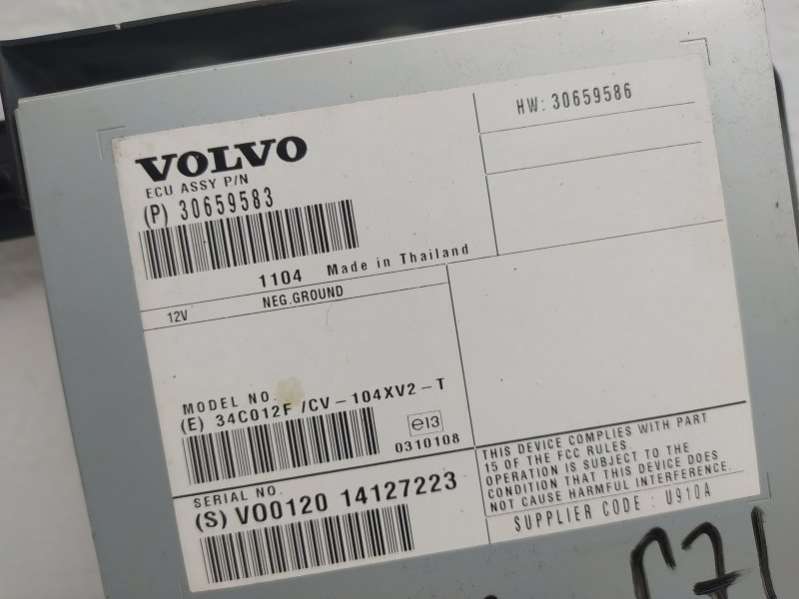 VOLVO
ECU ASSY P/N
(P) 30659583
HW: 30659586
1104 Made in Thailand
12V NEG.GROUND
MODEL NO.
(E) 34C012F /CV-104XV2-T
e13
0310108
SERIAL NO.
(S) VO0120 14127223
THIS DEVICE COMPLIES WITH PART
15 OF THE FCC RULES
OPERATION IS SUBJECT TO THE
CONDITION THAT THIS DEVICE DOES
NOT CAUSE HARMFUL INTERFERENCE.
SUPPLIER CODE: U910A